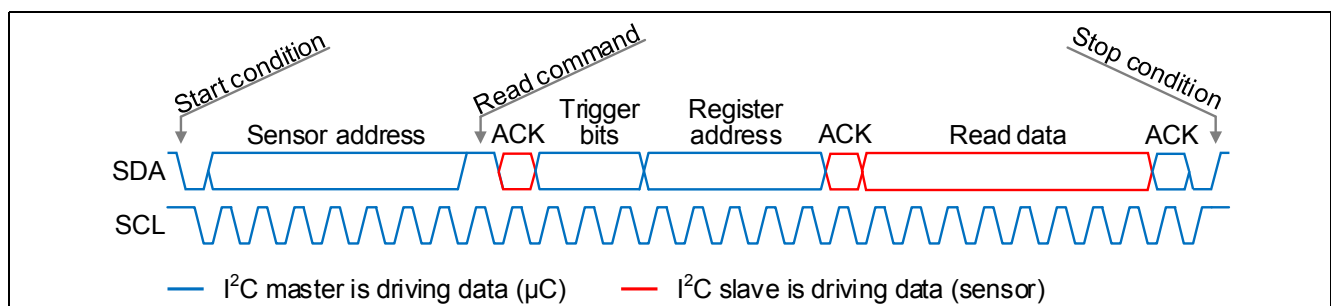 Start condition
Read command
Stop condition
Sensor address
ACK
Trigger bits
Register address
ACK
Read data
ACK
SDA
SCL
I²C master is driving data (µC)
I²C slave is driving data (sensor)